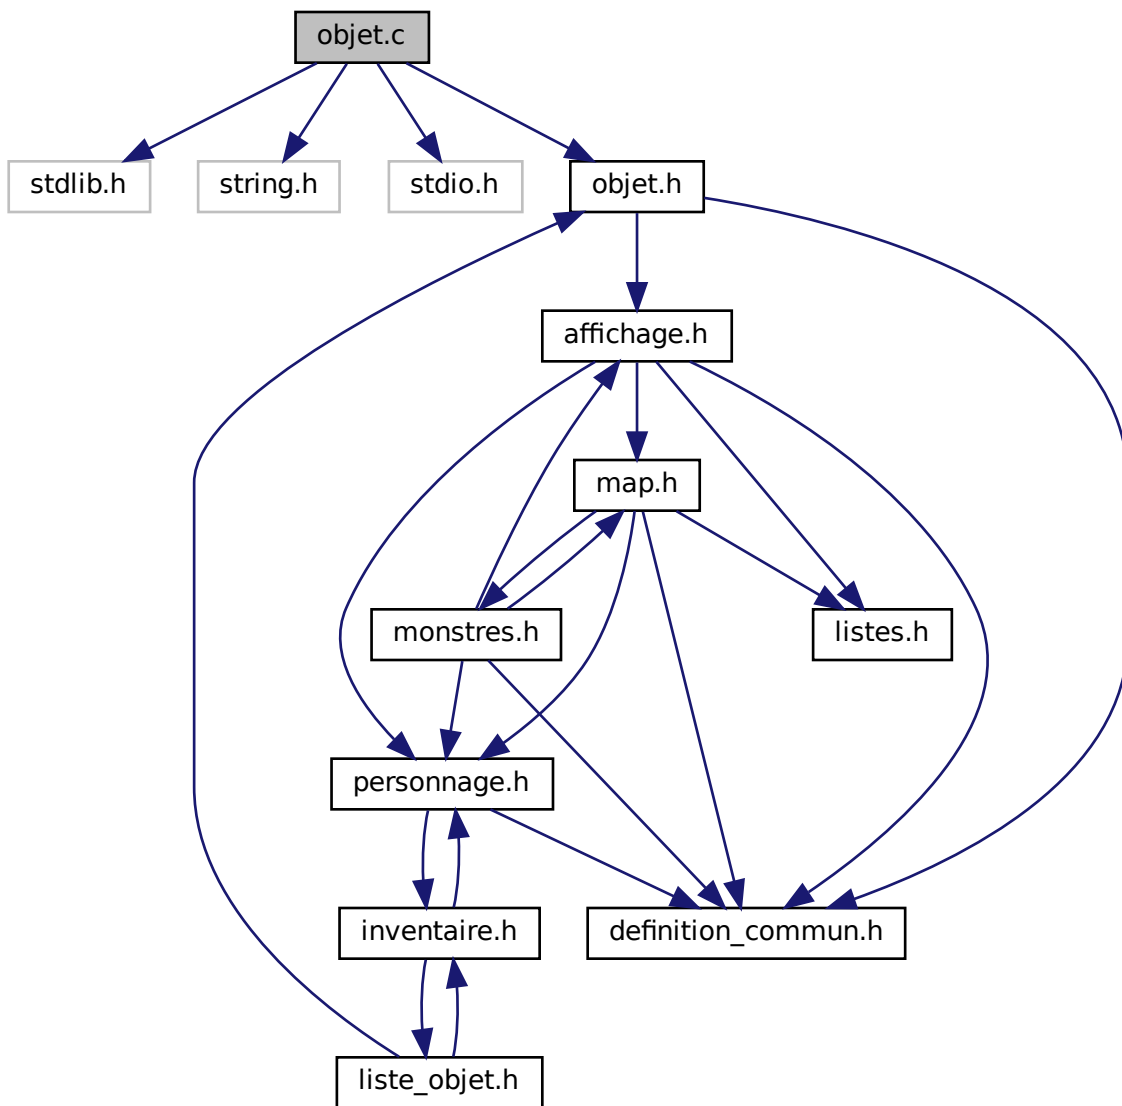 objet.c
stdlib.h
string.h
stdio.h
objet.h
affichage.h
map.h
monstres.h
listes.h
personnage.h
inventaire.h
definition_commun.h
liste_objet.h